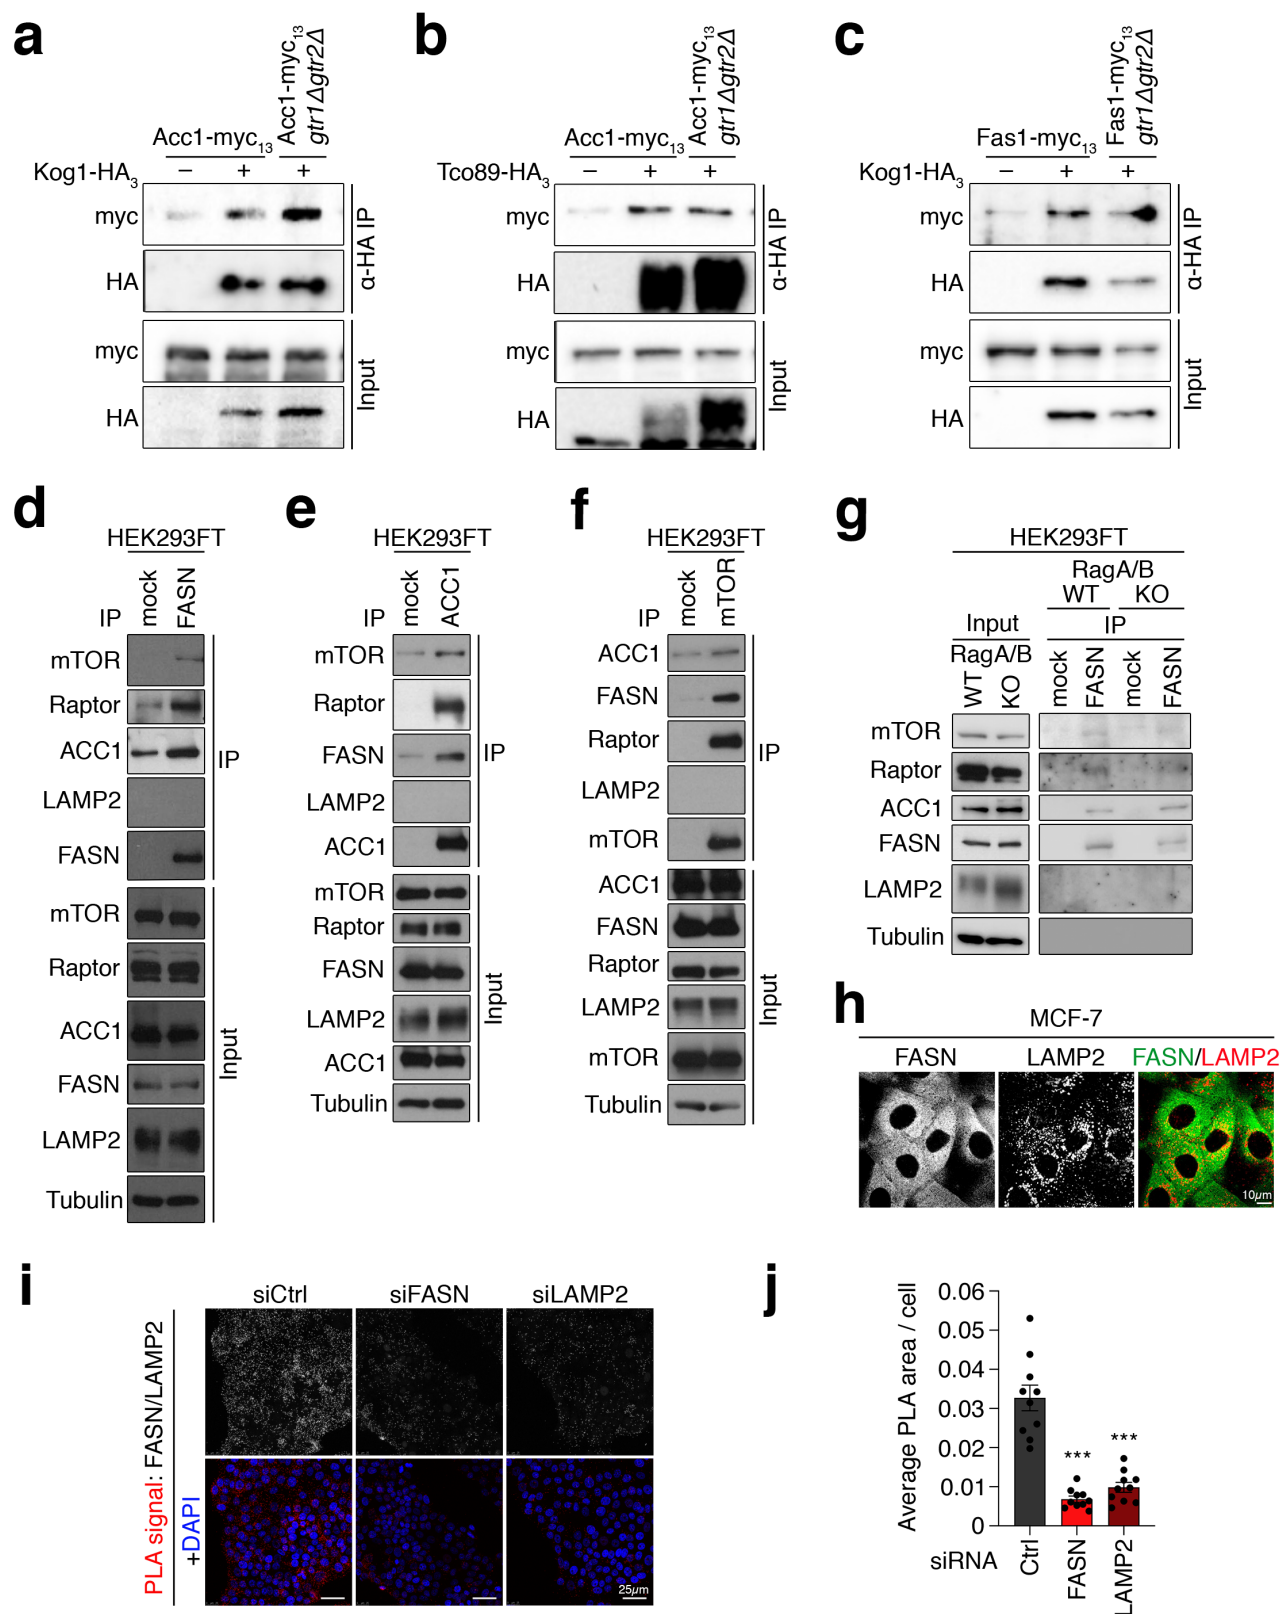 a
Acc1-myc13
Acc1-myc13
gtr1Δgtr2Δ
Kog1-HA3
– + +
myc
HA
α-HA IP
myc
HA
Input
b
Acc1-myc13
Acc1-myc13
gtr1Δgtr2Δ
Tco89-HA3
– + +
myc
HA
α-HA IP
myc
HA
Input
c
Fas1-myc13
Fas1-myc13
gtr1Δgtr2Δ
Kog1-HA3
– + +
myc
HA
α-HA IP
myc
HA
Input
d
HEK293FT
IP mock FASN
mTOR
Raptor
ACC1
LAMP2
FASN
IP
mTOR
Raptor
ACC1
FASN
LAMP2
Tubulin
Input
e
HEK293FT
IP mock ACC1
mTOR
Raptor
FASN
LAMP2
ACC1
IP
mTOR
Raptor
FASN
LAMP2
ACC1
Tubulin
Input
f
HEK293FT
IP mock mTOR
ACC1
FASN
Raptor
LAMP2
mTOR
IP
ACC1
FASN
Raptor
LAMP2
mTOR
Tubulin
Input
g
HEK293FT
RagA/B
WT KO
Input IP
RagA/B
WT KO mock FASN mock FASN
mTOR
Raptor
ACC1
FASN
LAMP2
Tubulin
h
MCF-7
FASN LAMP2 FASN/LAMP2
10µm
i
siCtrl siFASN siLAMP2
PLA signal: FASN/LAMP2
+DAPI
25µm
j
Average PLA area / cell
0.06
0.05
0.04
0.03
0.02
0.01
0
***
***
siRNA Ctrl FASN LAMP2